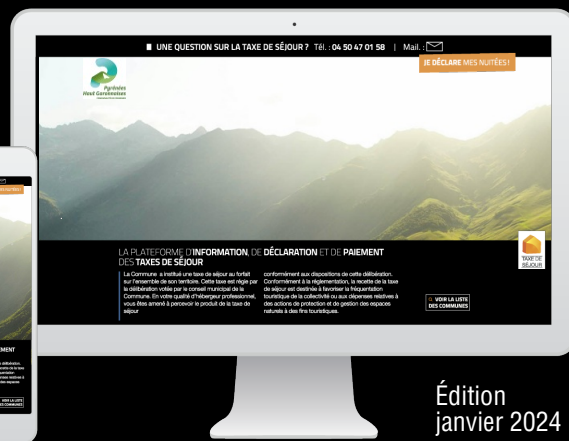 UNE QUESTION SUR LA TAXE DE SÉJOUR ? Tél. : 04 50 47 01 58 | Mail. :
JE DÉCLARE MES NUITÉES !
Pyrénées
Haut Garonnaises
LA PLATEFORME D'INFORMATION, DE DÉCLARATION ET DE PAIEMENT
DES TAXES DE SÉJOUR
La Commune a institué une taxe de séjour au forfait
sur l'ensemble de son territoire. Cette taxe est régie par
la délibération votée par le conseil municipal de la
Commune. En votre qualité d'hébergeur professionnel,
vous êtes amené à percevoir le produit de la taxe de
séjour
conformément aux dispositions de cette délibération.
Conformément à la réglementation, la recette de la taxe
de séjour est destinée à favoriser la fréquentation
touristique de la collectivité ou aux dépenses relatives à
des actions de protection et de gestion des espaces
naturels à des fins touristiques.
TAXE DE
SÉJOUR
VOIR LA LISTE
DES COMMUNES
VOIR LA LISTE
DES COMMUNES
Édition
janvier 2024